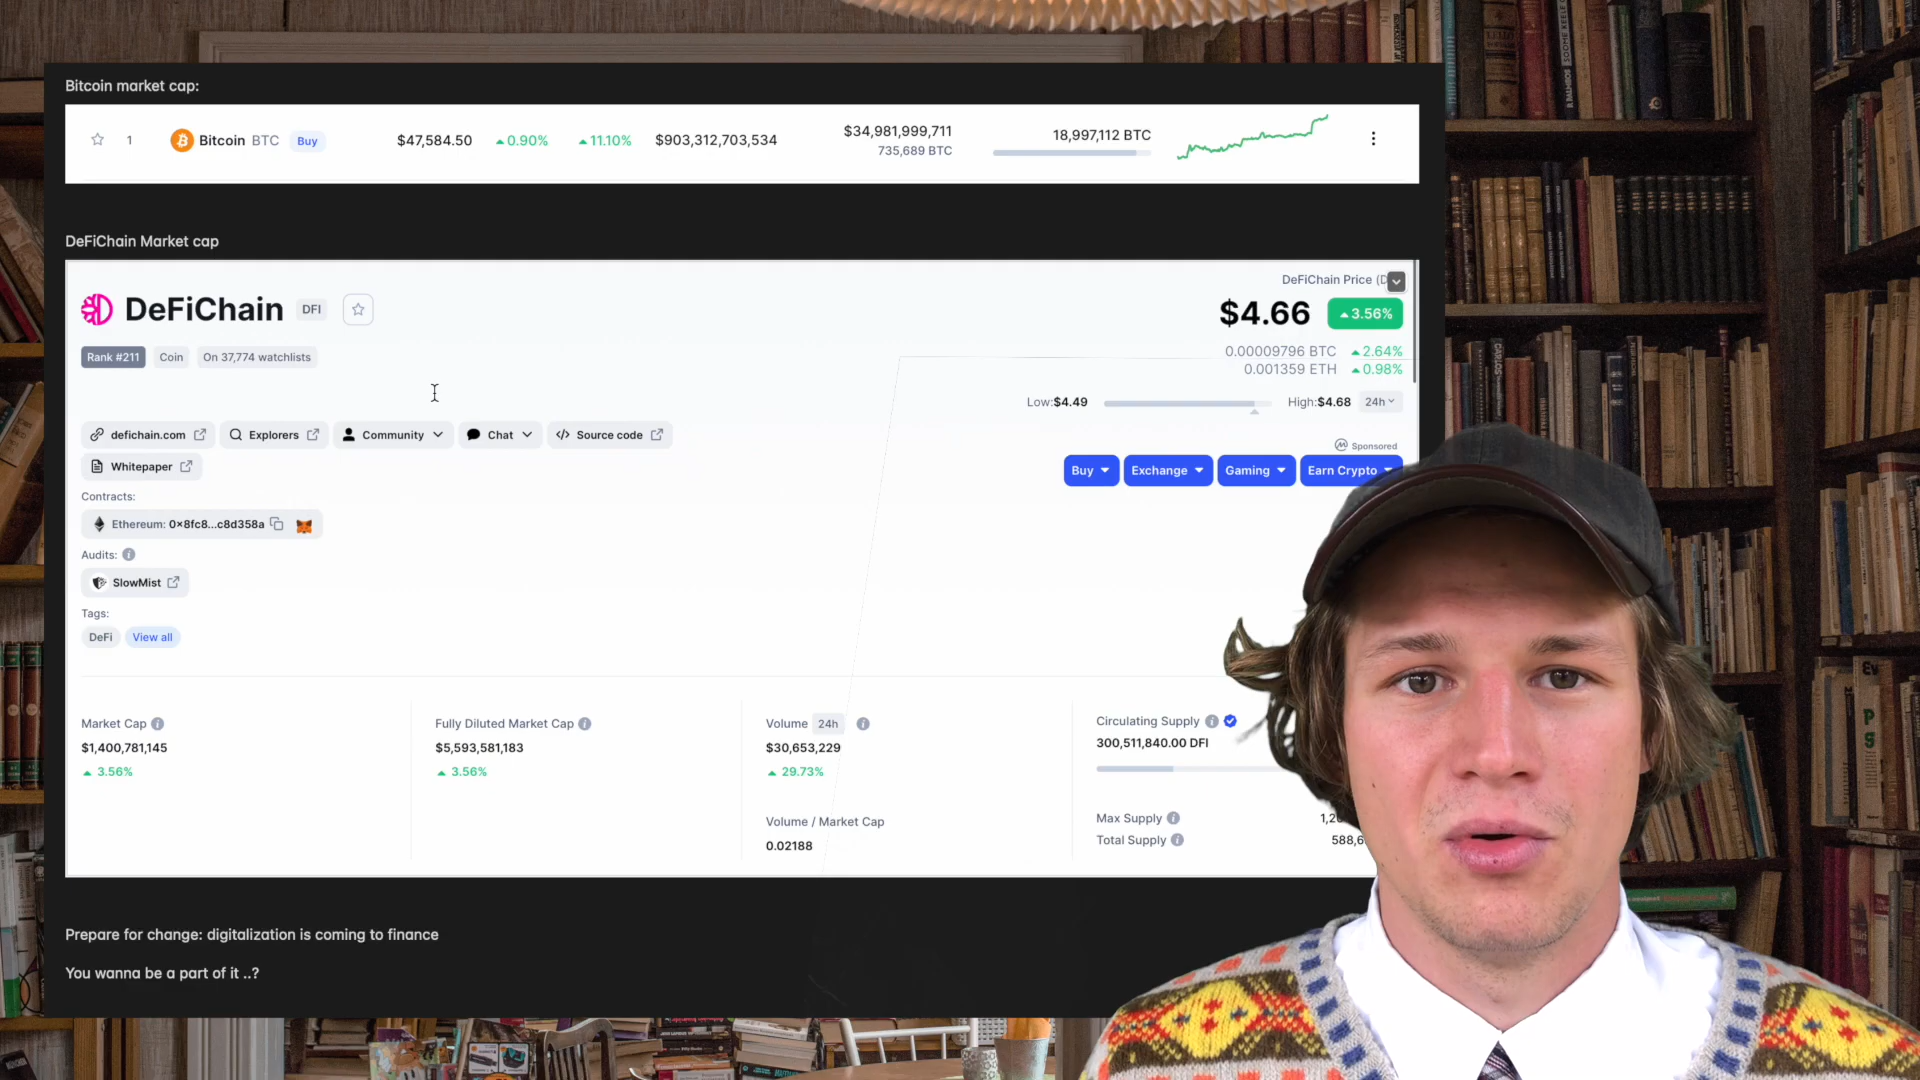 Bitcoin market cap:
1 Bitcoin BTC Buy $47,584.50 0.90% 11.10% $903,312,703,534 $34,981,999,711 18,997,112 BTC
735,689 BTC
DeFiChain Market cap
DeFiChain DFI
DeFiChain Price (D
$4.66 3.56%
Rank #211 Coin On 37,774 watchlists
0.00009796 BTC 2.64%
0.001359 ETH 0.98%
Low:$4.49 High:$4.68 24h
defichain.com Explorers Community Chat Source code
Sponsored
Whitepaper
Buy Exchange Gaming Earn Crypto
Contracts:
Ethereum: 0x8fc8...c8d358a
Audits:
SlowMist
Tags:
DeFi View all
Market Cap
$1,400,781,145
3.56%
Fully Diluted Market Cap
$5,593,581,183
3.56%
Volume 24h
$30,653,229
29.73%
Volume / Market Cap
0.02188
Circulating Supply
300,511,840.00 DFI
Max Supply 1,20
Total Supply 588,6
Prepare for change: digitalization is coming to finance
You wanna be a part of it ..?